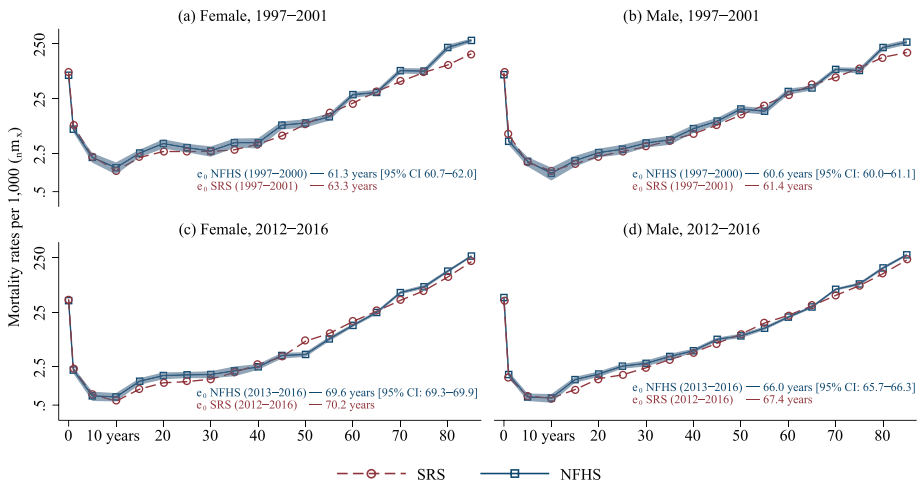 (a) Female, 1997–2001
(b) Male, 1997–2001
Mortality rates per 1,000 (nmx)
250
25
2.5
.5
e0 NFHS (1997–2000) — 61.3 years [95% CI 60.7–62.0]
e0 SRS (1997–2001) — 63.3 years
e0 NFHS (1997–2000) — 60.6 years [95% CI: 60.0–61.1]
e0 SRS (1997–2001) — 61.4 years
(c) Female, 2012–2016
(d) Male, 2012–2016
250
25
2.5
.5
e0 NFHS (2013–2016) — 69.6 years [95% CI: 69.3–69.9]
e0 SRS (2012–2016) — 70.2 years
e0 NFHS (2013–2016) — 66.0 years [95% CI: 65.7–66.3]
e0 SRS (2012–2016) — 67.4 years
0 10 years 20 30 40 50 60 70 80
0 10 years 20 30 40 50 60 70 80
SRS NFHS